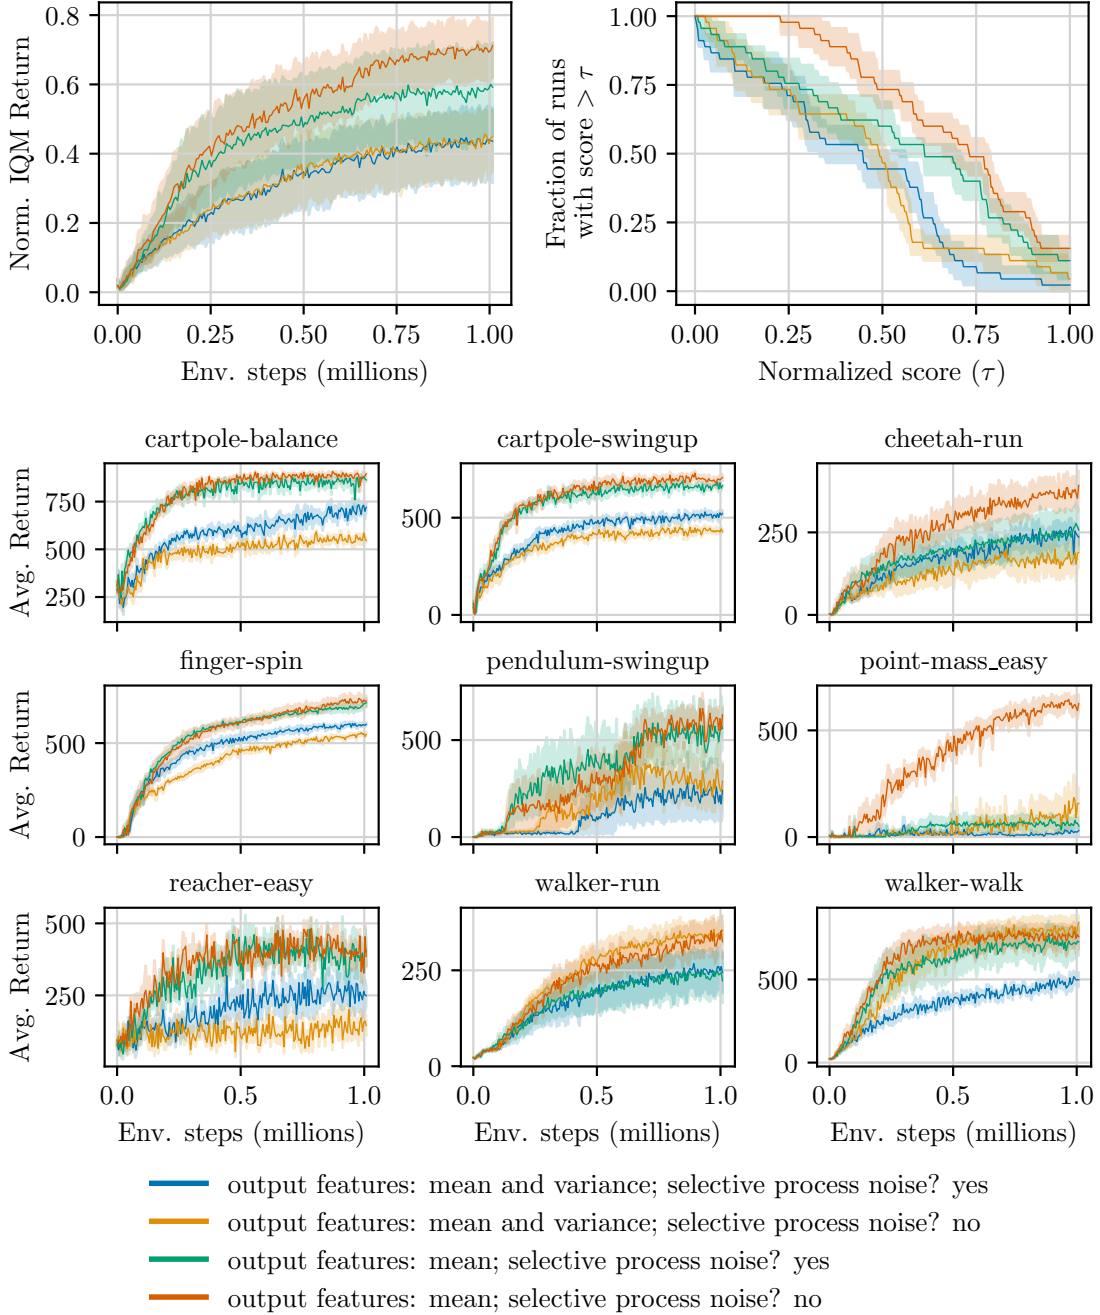 0.8
0.6
0.4
0.2
0.0
Norm. IQM Return
0.00 0.25 0.50 0.75 1.00
Env. steps (millions)
1.00
0.75
0.50
0.25
0.00
Fraction of runs
with score > τ
0.00 0.25 0.50 0.75 1.00
Normalized score (τ)
cartpole-balance
750
500
250
Avg. Return
cartpole-swingup
500
0
cheetah-run
250
0
finger-spin
500
0
Avg. Return
pendulum-swingup
500
0
point-mass_easy
500
0
reacher-easy
500
250
Avg. Return
0.0 0.5 1.0
Env. steps (millions)
walker-run
250
0
0.0 0.5 1.0
Env. steps (millions)
walker-walk
500
0
0.0 0.5 1.0
Env. steps (millions)
output features: mean and variance; selective process noise? yes
output features: mean and variance; selective process noise? no
output features: mean; selective process noise? yes
output features: mean; selective process noise? no